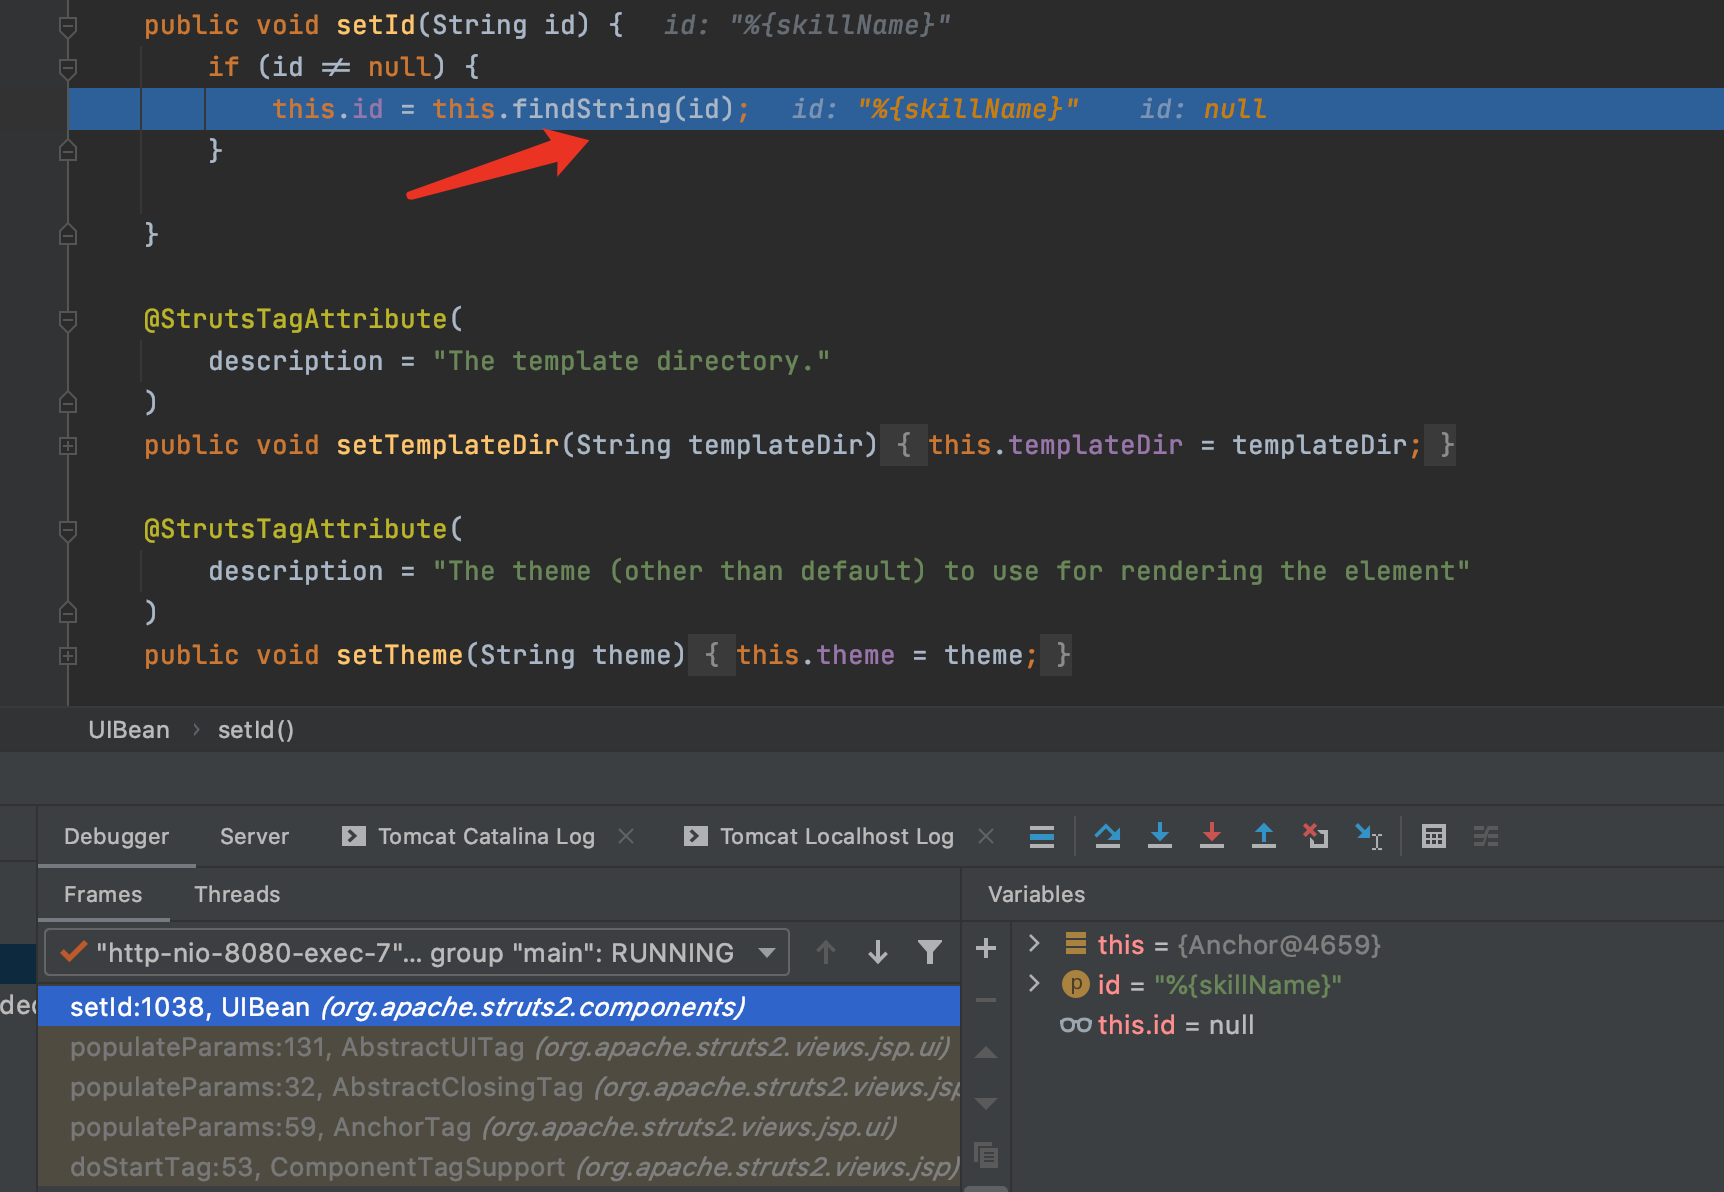 public void setId(String id) {   id: "%{skillName}"
if (id ≠ null) {
this.id = this.findString(id);   id: "%{skillName}"    id: null
}
}
@StrutsTagAttribute(
description = "The template directory."
)
public void setTemplateDir(String templateDir) { this.templateDir = templateDir; }
@StrutsTagAttribute(
description = "The theme (other than default) to use for rendering the element"
)
public void setTheme(String theme) { this.theme = theme; }
UIBean › setId()
Debugger Server Tomcat Catalina Log × Tomcat Localhost Log ×
Frames Threads Variables
"http-nio-8080-exec-7"... group "main": RUNNING
this = {Anchor@4659}
id = "%{skillName}"
this.id = null
setId:1038, UIBean (org.apache.struts2.components)
populateParams:131, AbstractUITag (org.apache.struts2.views.jsp.ui)
populateParams:32, AbstractClosingTag (org.apache.struts2.views.jsp
populateParams:59, AnchorTag (org.apache.struts2.views.jsp.ui)
doStartTag:53, ComponentTagSupport (org.apache.struts2.views.jsp)